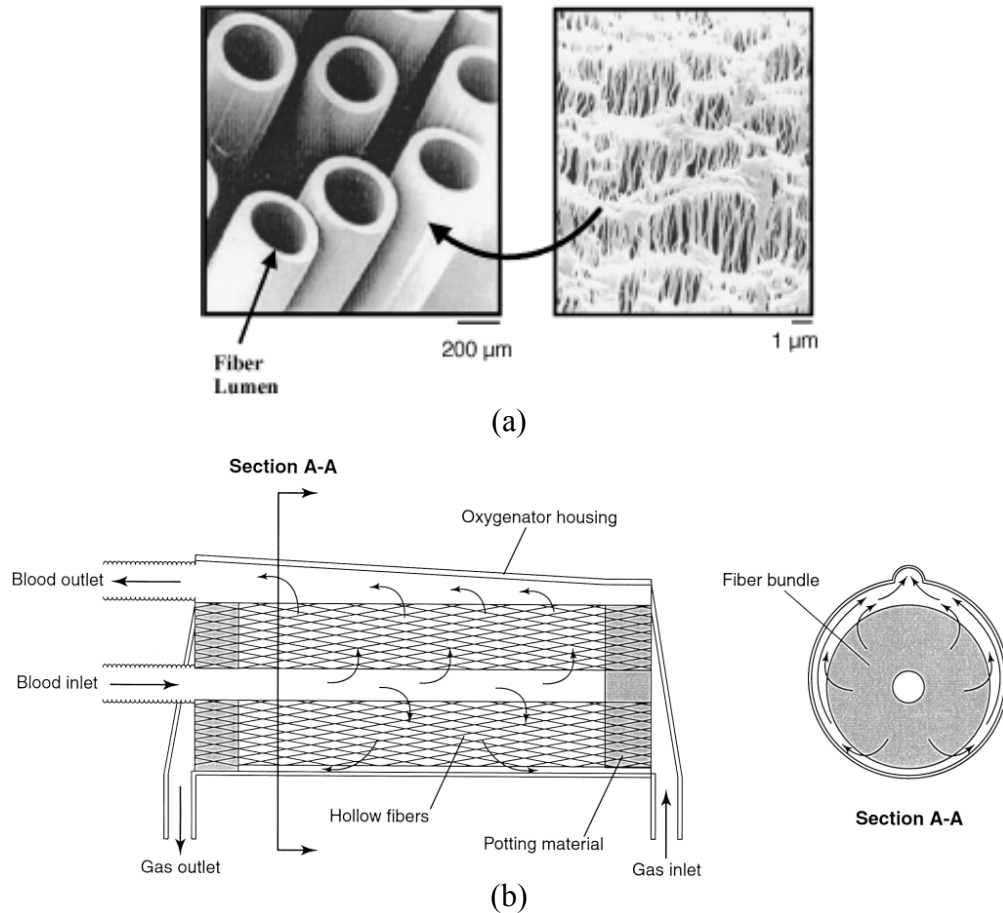 Fiber
Lumen
200 μm
1 μm
(a)
Section A-A
Oxygenator housing
Blood outlet
Fiber bundle
Blood inlet
Hollow fibers
Potting material
Section A-A
Gas outlet
Gas inlet
(b)